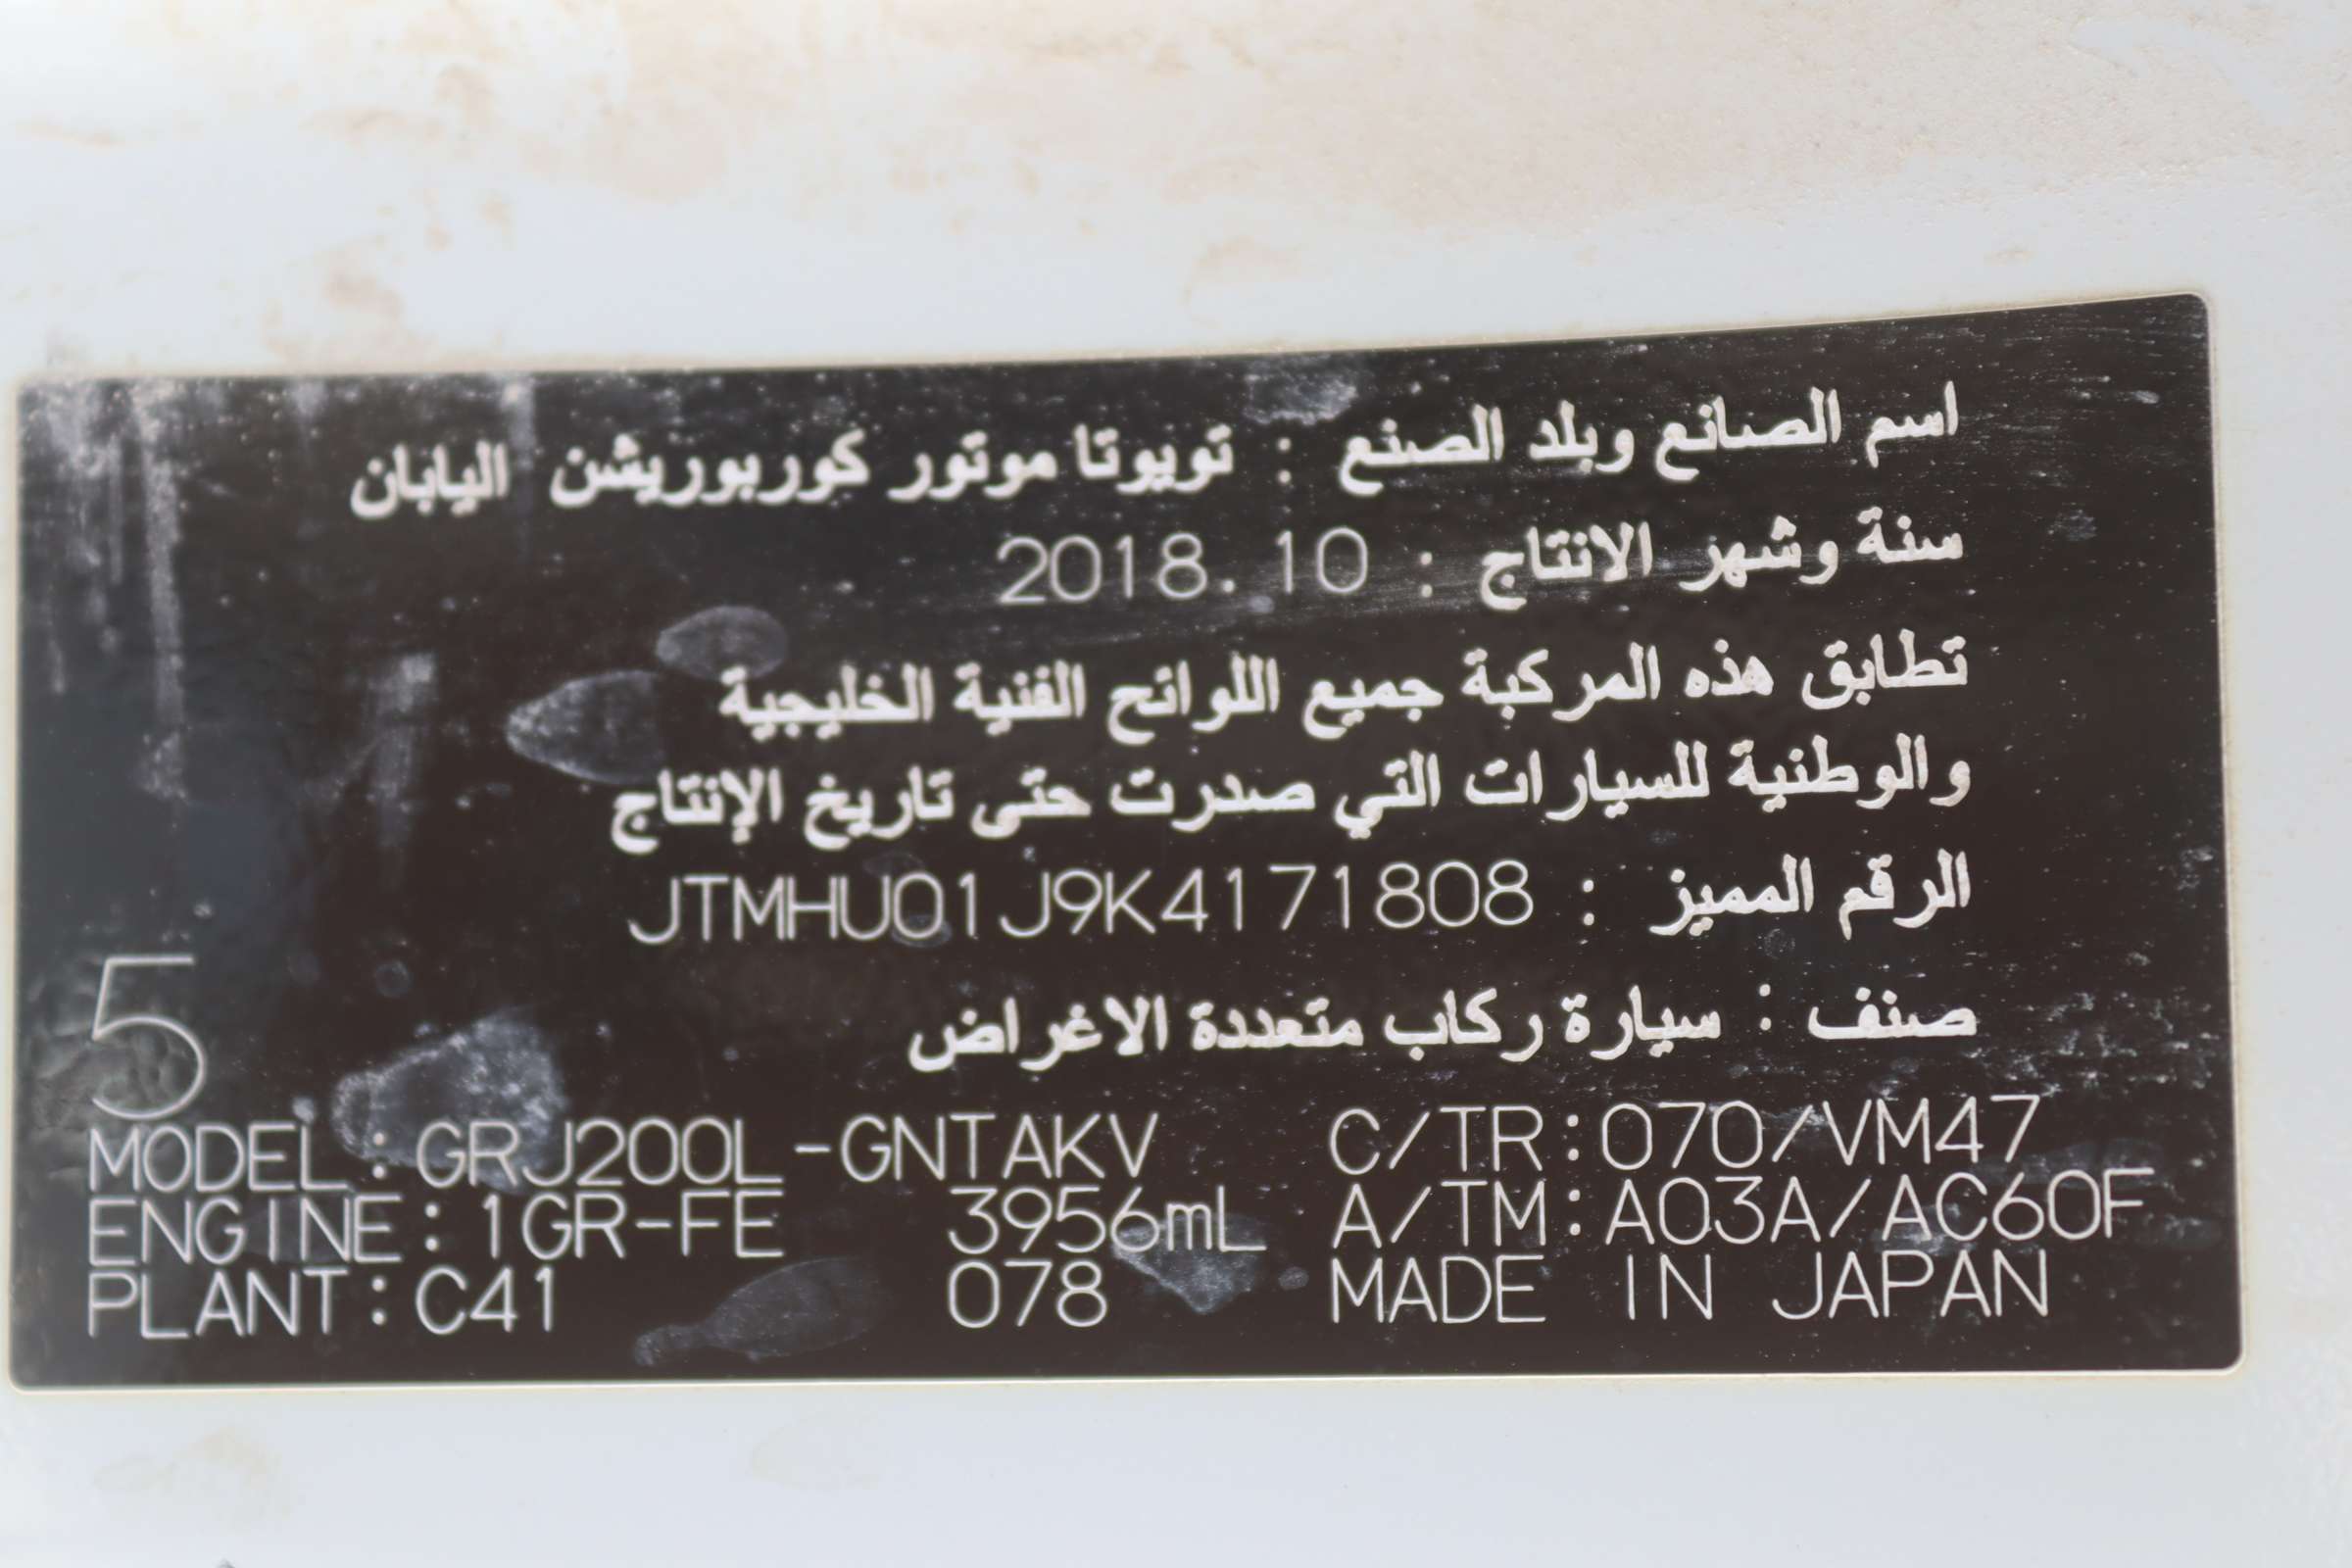 اسم الصانع وبلد الصنع : تويوتا موتور كوربوريشن اليابان
سنة وشهر الانتاج : 2018.10
تطابق هذه المركبة جميع اللوائح الفنية الخليجية
والوطنية للسيارات التي صدرت حتى تاريخ الإنتاج
الرقم المميز : JTMHU01J9K4171808
صنف : سيارة ركاب متعددة الاغراض
5
MODEL : GRJ200L-GNTAKV C/TR:070/VM47
ENGINE: 1GR-FE 3956mL A/TM:A03A/AC60F
PLANT: C41 078 MADE IN JAPAN